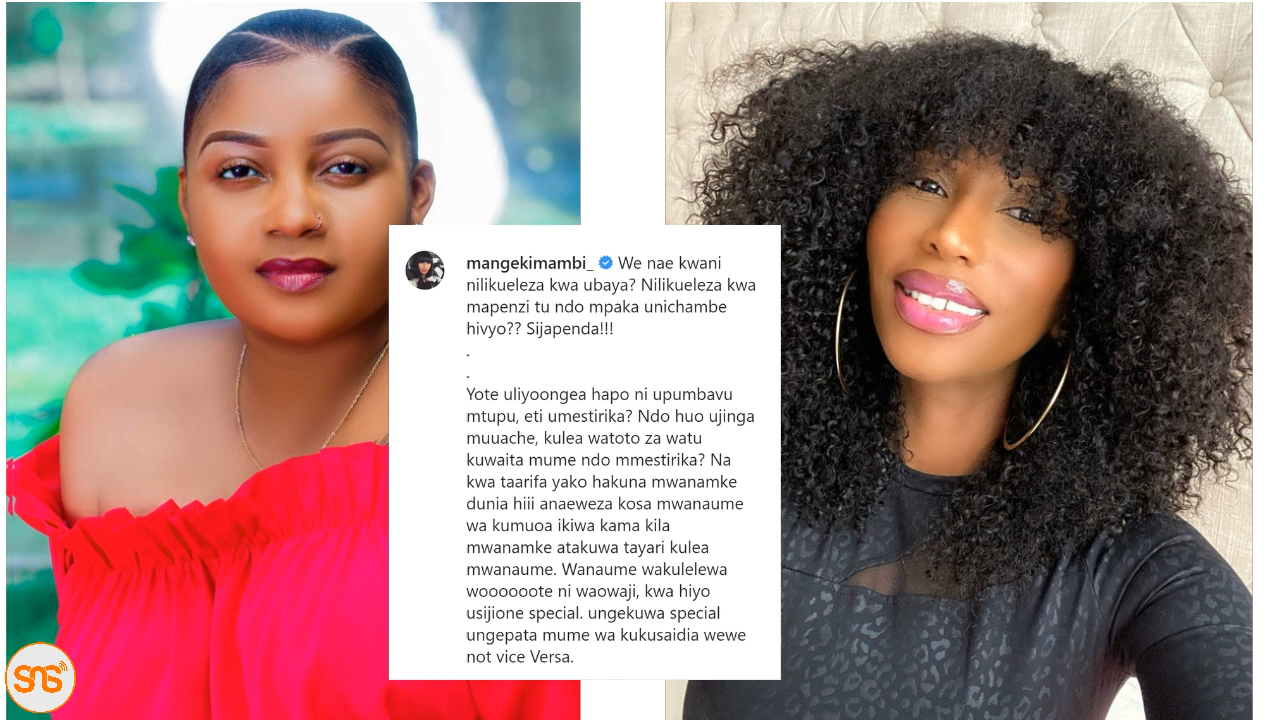 mangekimambi_ We nae kwani
nilikueleza kwa ubaya? Nilikueleza kwa
mapenzi tu ndo mpaka unichambe
hivyo?? Sijapenda!!!
.
.
Yote uliyoongea hapo ni upumbavu
mtupu, eti umestirika? Ndo huo ujinga
muuache, kulea watoto za watu
kuwaita mume ndo mmestirika? Na
kwa taarifa yako hakuna mwanamke
dunia hiii anaeweza kosa mwanaume
wa kumuoa ikiwa kama kila
mwanamke atakuwa tayari kulea
mwanaume. Wanaume wakulelewa
woooooote ni waowaji, kwa hiyo
usijione special. ungekuwa special
ungepata mume wa kukusaidia wewe
not vice Versa.
SNS